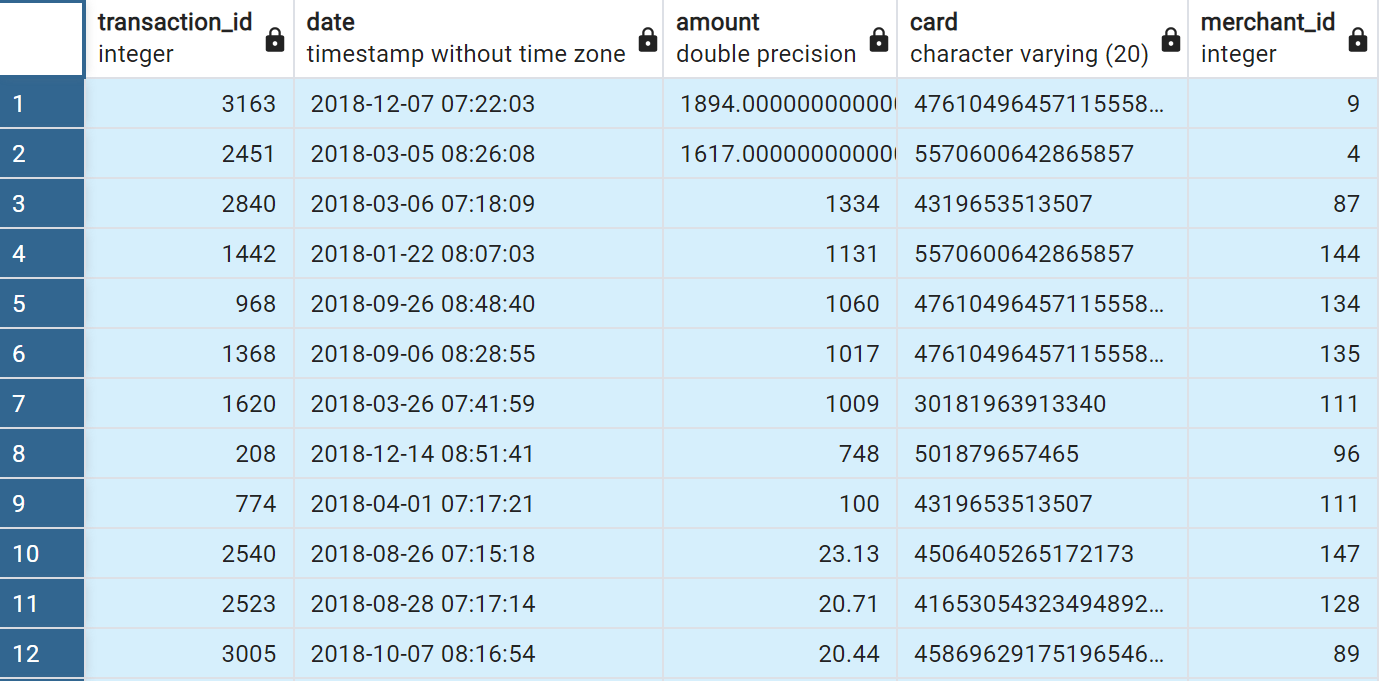 transaction_id date amount card merchant_id
integer timestamp without time zone double precision character varying (20) integer
1 3163 2018-12-07 07:22:03 1894.000000000000 47610496457115558… 9
2 2451 2018-03-05 08:26:08 1617.000000000000 5570600642865857 4
3 2840 2018-03-06 07:18:09 1334 4319653513507 87
4 1442 2018-01-22 08:07:03 1131 5570600642865857 144
5 968 2018-09-26 08:48:40 1060 47610496457115558… 134
6 1368 2018-09-06 08:28:55 1017 47610496457115558… 135
7 1620 2018-03-26 07:41:59 1009 30181963913340 111
8 208 2018-12-14 08:51:41 748 501879657465 96
9 774 2018-04-01 07:17:21 100 4319653513507 111
10 2540 2018-08-26 07:15:18 23.13 4506405265172173 147
11 2523 2018-08-28 07:17:14 20.71 41653054323494892… 128
12 3005 2018-10-07 08:16:54 20.44 45869629175196546… 89